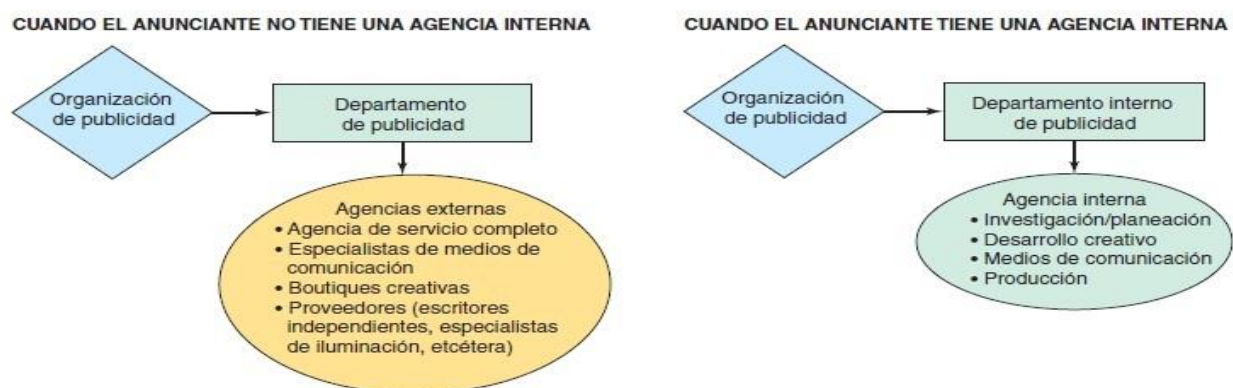 CUANDO EL ANUNCIANTE NO TIENE UNA AGENCIA INTERNA
Organización
de publicidad
Departamento
de publicidad
Agencias externas
• Agencia de servicio completo
• Especialistas de medios de
comunicación
• Boutiques creativas
• Proveedores (escritores
independientes, especialistas
de iluminación, etcétera)
CUANDO EL ANUNCIANTE TIENE UNA AGENCIA INTERNA
Organización
de publicidad
Departamento interno
de publicidad
Agencia interna
• Investigación/planeación
• Desarrollo creativo
• Medios de comunicación
• Producción